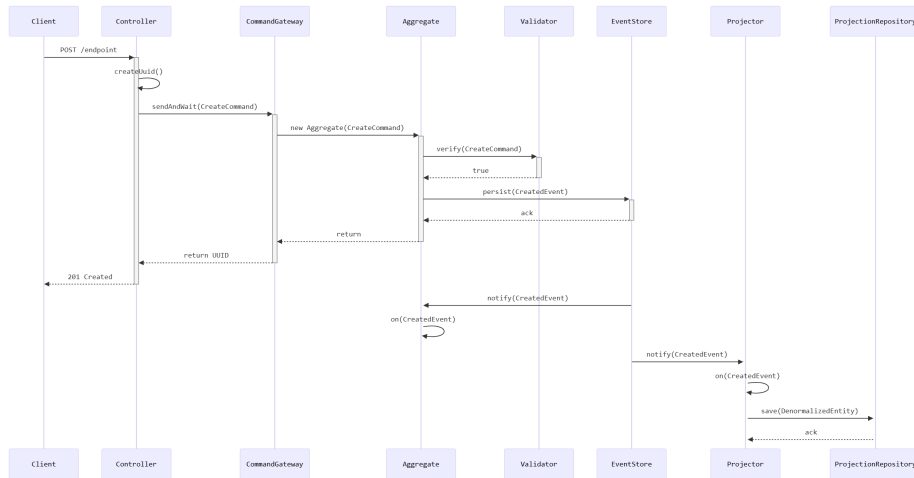 Client
Controller
CommandGateway
Aggregate
Validator
EventStore
Projector
ProjectionRepository
POST /endpoint
createUuid()
sendAndWait(CreateCommand)
new Aggregate(CreateCommand)
verify(CreateCommand)
true
persist(CreatedEvent)
ack
return
return UUID
201 Created
notify(CreatedEvent)
on(CreatedEvent)
notify(CreatedEvent)
on(CreatedEvent)
save(DenormalizedEntity)
ack
Client
Controller
CommandGateway
Aggregate
Validator
EventStore
Projector
ProjectionRepository